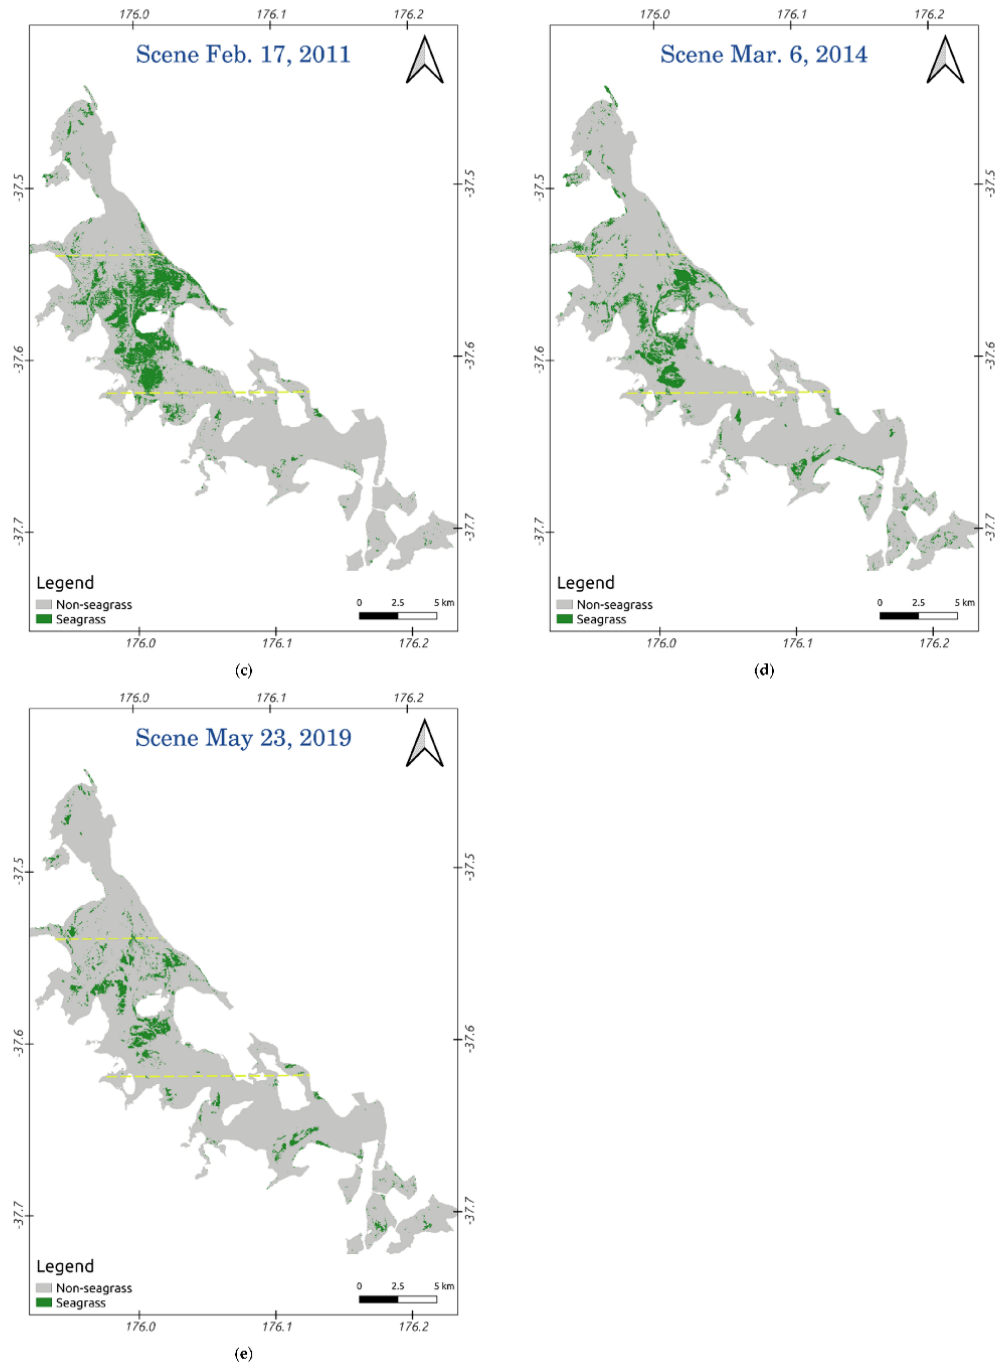 176.0 176.1 176.2
Scene Feb. 17, 2011
-37.5 -37.5
-37.6 -37.6
-37.7 -37.7
Legend
Non-seagrass
Seagrass
0 2.5 5 km
176.0 176.1 176.2
(c)
176.0 176.1 176.2
Scene Mar. 6, 2014
-37.5 -37.5
-37.6 -37.6
-37.7 -37.7
Legend
Non-seagrass
Seagrass
0 2.5 5 km
176.0 176.1 176.2
(d)
176.0 176.1 176.2
Scene May 23, 2019
-37.5 -37.5
-37.6 -37.6
-37.7 -37.7
Legend
Non-seagrass
Seagrass
0 2.5 5 km
176.0 176.1 176.2
(e)